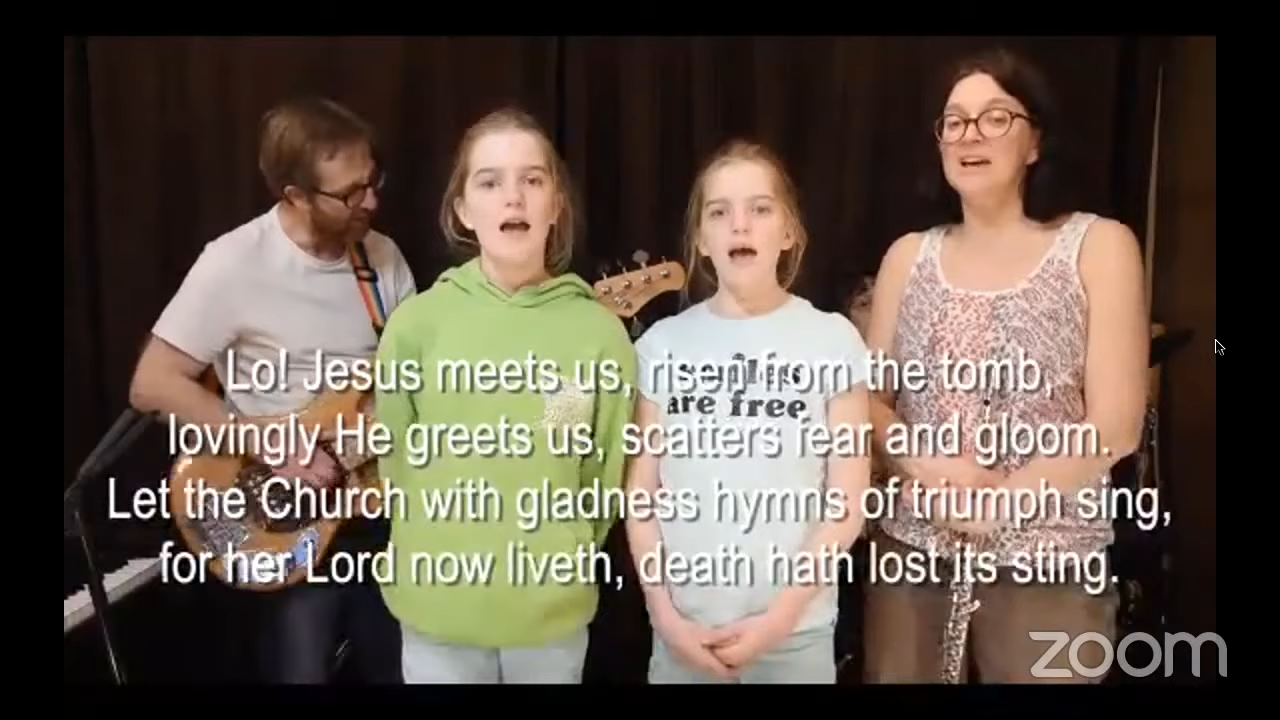 Lo! Jesus meets us, risen from the tomb,
lovingly He greets us, scatters fear and gloom.
Let the Church with gladness hymns of triumph sing,
for her Lord now liveth, death hath lost its sting.
are free
zoom